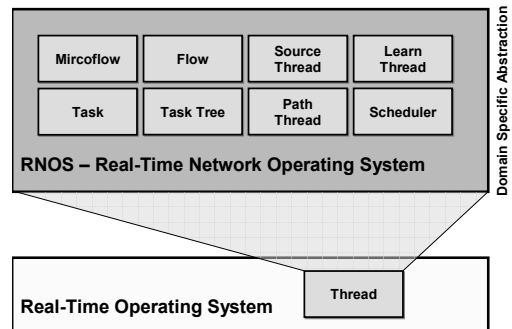 Mircoflow
Flow
Source
Thread
Learn
Thread
Task
Task Tree
Path
Thread
Scheduler
RNOS – Real-Time Network Operating System
Domain Specific Abstraction
Thread
Real-Time Operating System